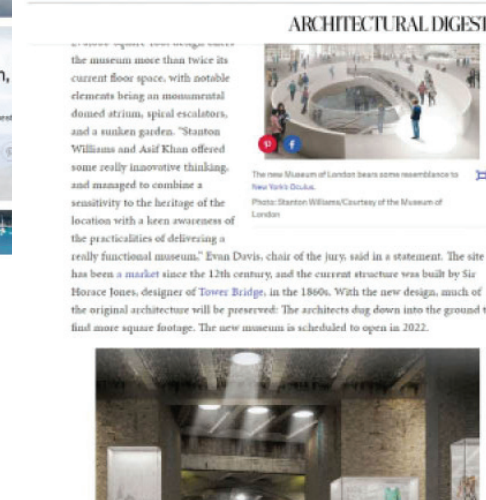 ARCHITECTURAL DIGEST
the museum more than twice its
current floor space, with notable
elements being an monumental
domed atrium, spiral escalators,
and a sunken garden. "Stanton
Williams and Asif Khan offered
some really innovative thinking,
and managed to combine a
sensitivity to the heritage of the
location with a keen awareness of
the practicalities of delivering a
The new Museum of London bears some resemblance to
New York's Oculus.
Photo: Stanton Williams/Courtesy of the Museum of
London
really functional museum," Evan Davis, chair of the jury, said in a statement. The site
has been a market since the 12th century, and the current structure was built by Sir
Horace Jones, designer of Tower Bridge, in the 1860s. With the new design, much of
the original architecture will be preserved: The architects dug down into the ground t
find more square footage. The new museum is scheduled to open in 2022.